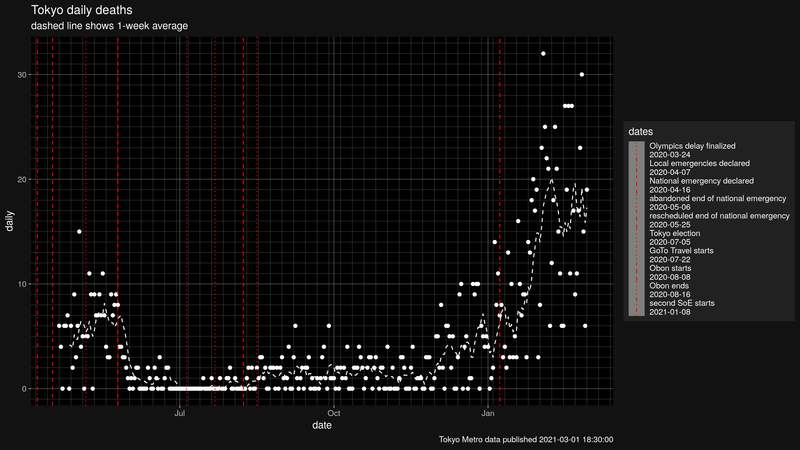 Tokyo daily deaths
dashed line shows 1-week average
30
20
10
0
daily
Jul
Oct
Jan
date
dates
Olympics delay finalized
2020-03-24
Local emergencies declared
2020-04-07
National emergency declared
2020-04-16
abandoned end of national emergency
2020-05-06
rescheduled end of national emergency
2020-05-25
Tokyo election
2020-07-05
GoTo Travel starts
2020-07-22
Obon starts
2020-08-08
Obon ends
2020-08-16
second SoE starts
2021-01-08
Tokyo Metro data published 2021-03-01 18:30:00